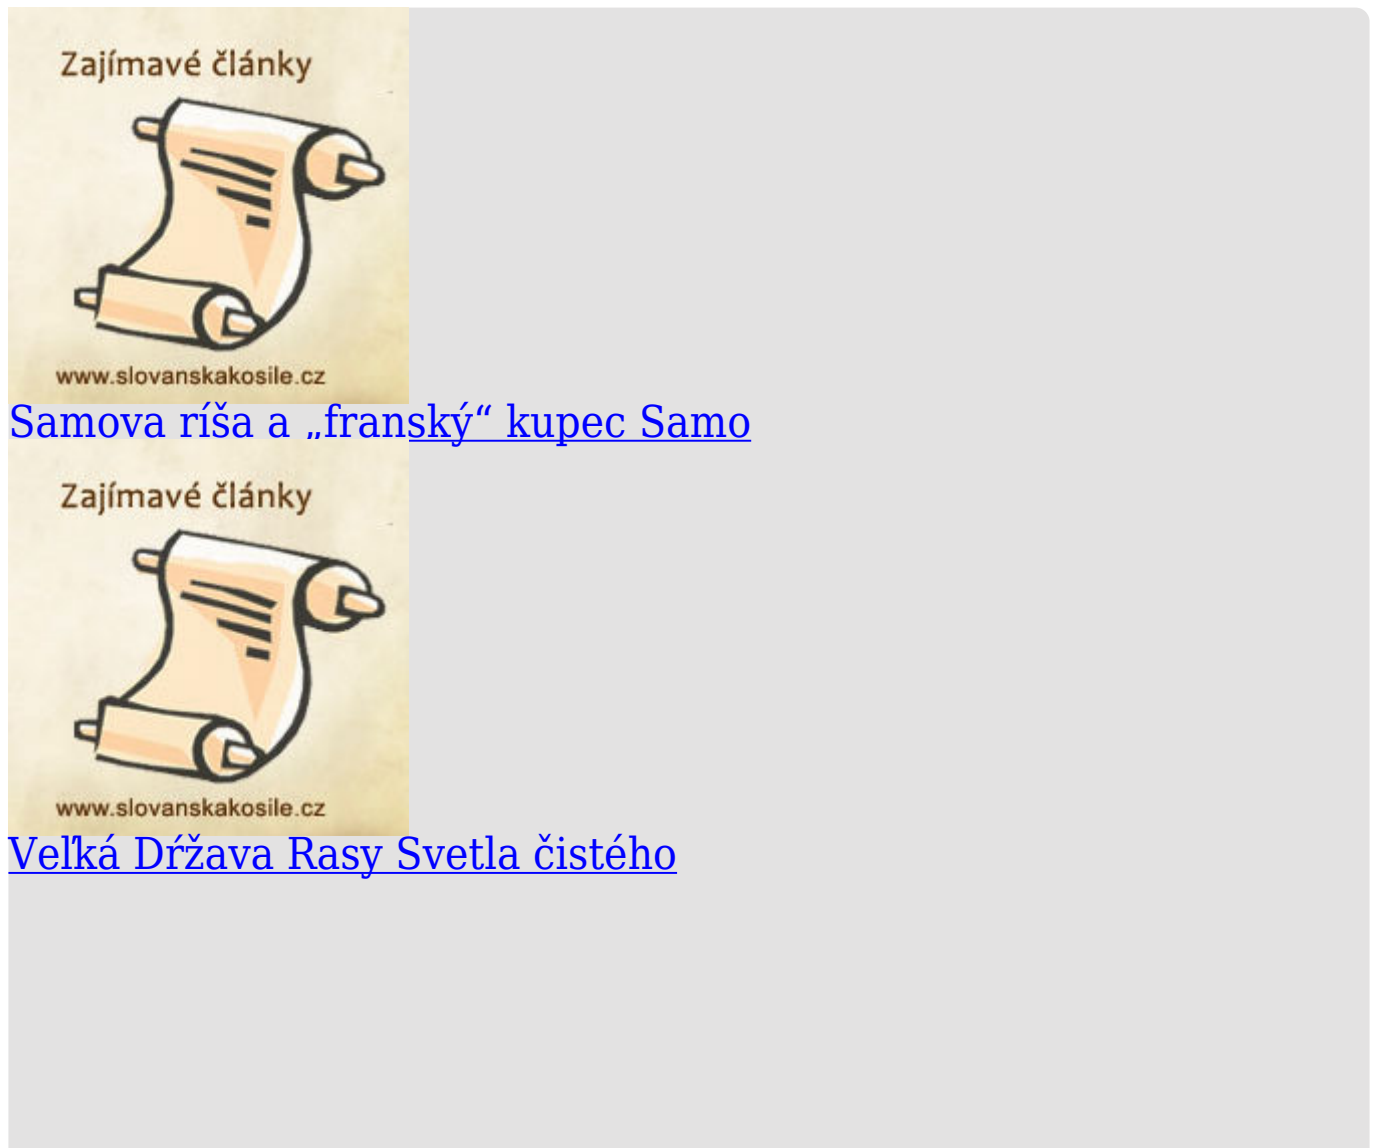 Zajímavé články
www.slovanskakosile.cz
Samova ríša a „franský“ kupec Samo
Zajímavé články
www.slovanskakosile.cz
Veľká Dŕžava Rasy Svetla čistého